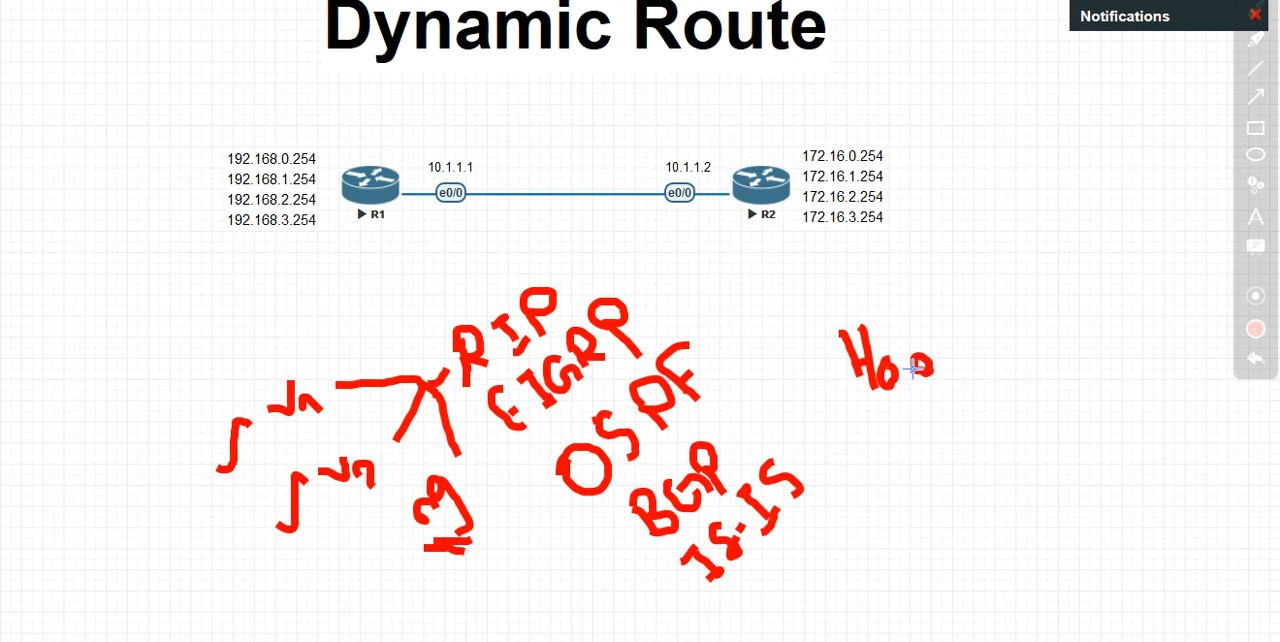 Dynamic Route
Notifications
192.168.0.254
192.168.1.254
192.168.2.254
192.168.3.254
10.1.1.1
e0/0
R1
10.1.1.2
e0/0
R2
172.16.0.254
172.16.1.254
172.16.2.254
172.16.3.254
RIP
EIGRP
OSPF
BGP
IS-IS